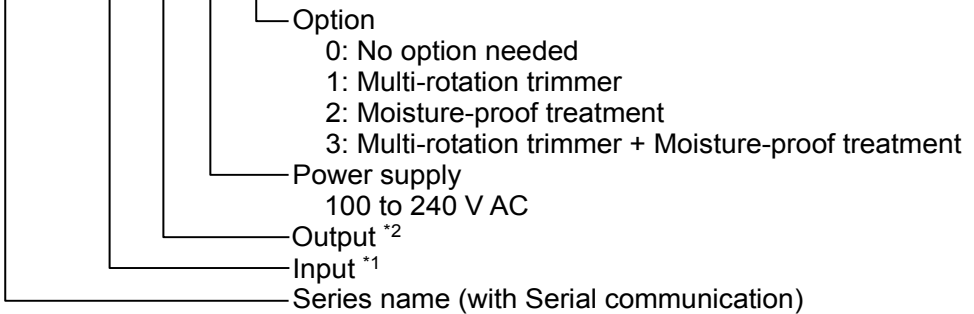 Option
0: No option needed
1: Multi-rotation trimmer
2: Moisture-proof treatment
3: Multi-rotation trimmer + Moisture-proof treatment
Power supply
100 to 240 V AC
Output *2
Input *1
Series name (with Serial communication)